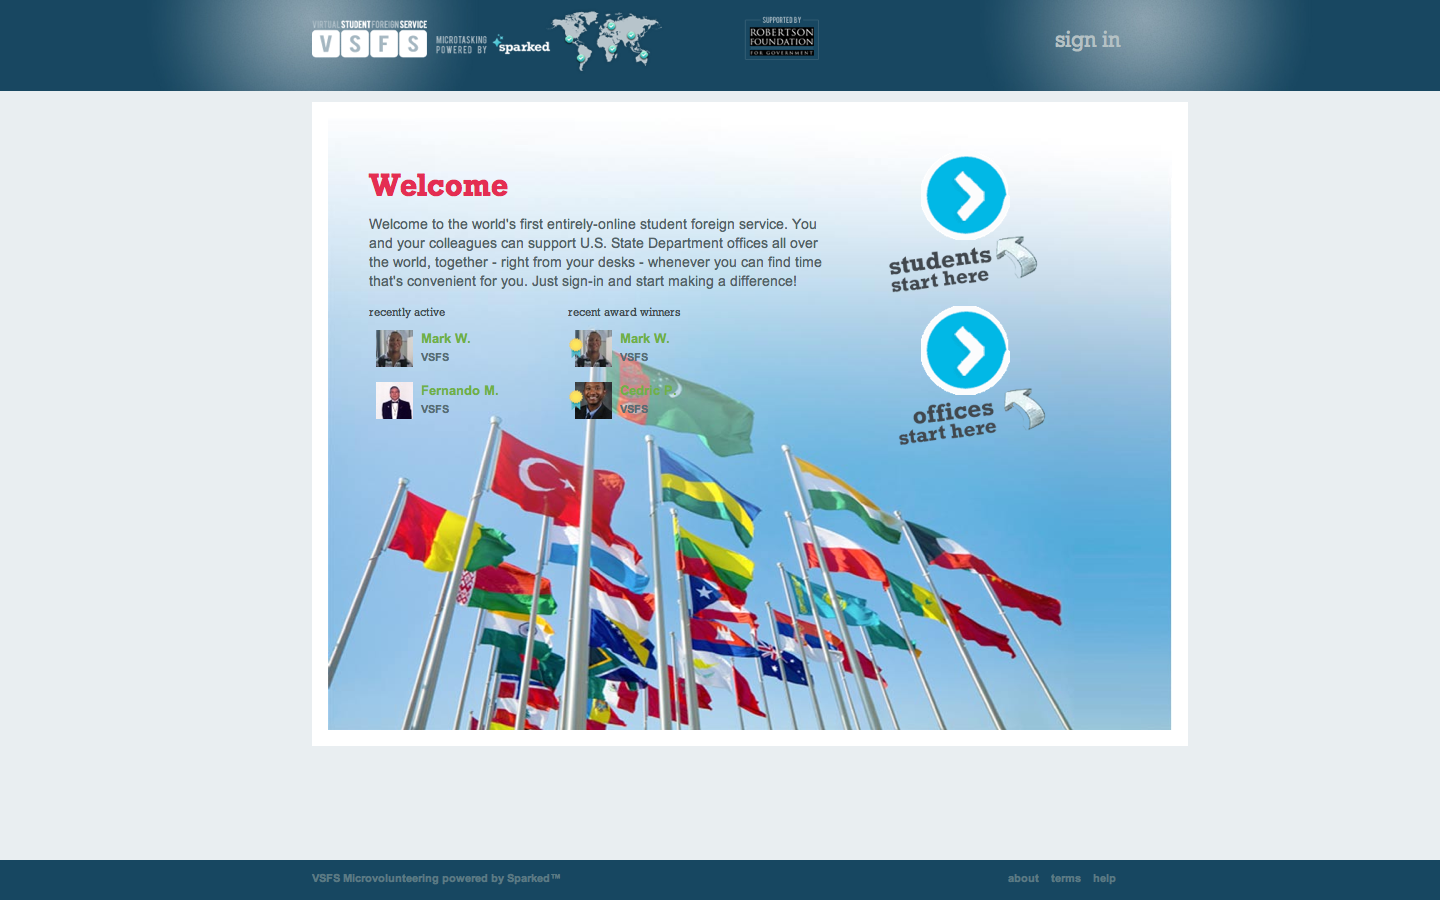 VIRTUAL STUDENT FOREIGN SERVICE
VSFS
MICROTASKING
POWERED BY
sparked
SUPPORTED BY
ROBERTSON
FOUNDATION
FOR GOVERNMENT
sign in
Welcome
Welcome to the world's first entirely-online student foreign service. You
and your colleagues can support U.S. State Department offices all over
the world, together - right from your desks - whenever you can find time
that's convenient for you. Just sign-in and start making a difference!
recently active
Mark W.
VSFS
Fernando M.
VSFS
recent award winners
Mark W.
VSFS
VSFS
students
start here
offices
start here
VSFS Microvolunteering powered by Sparked™
about terms help